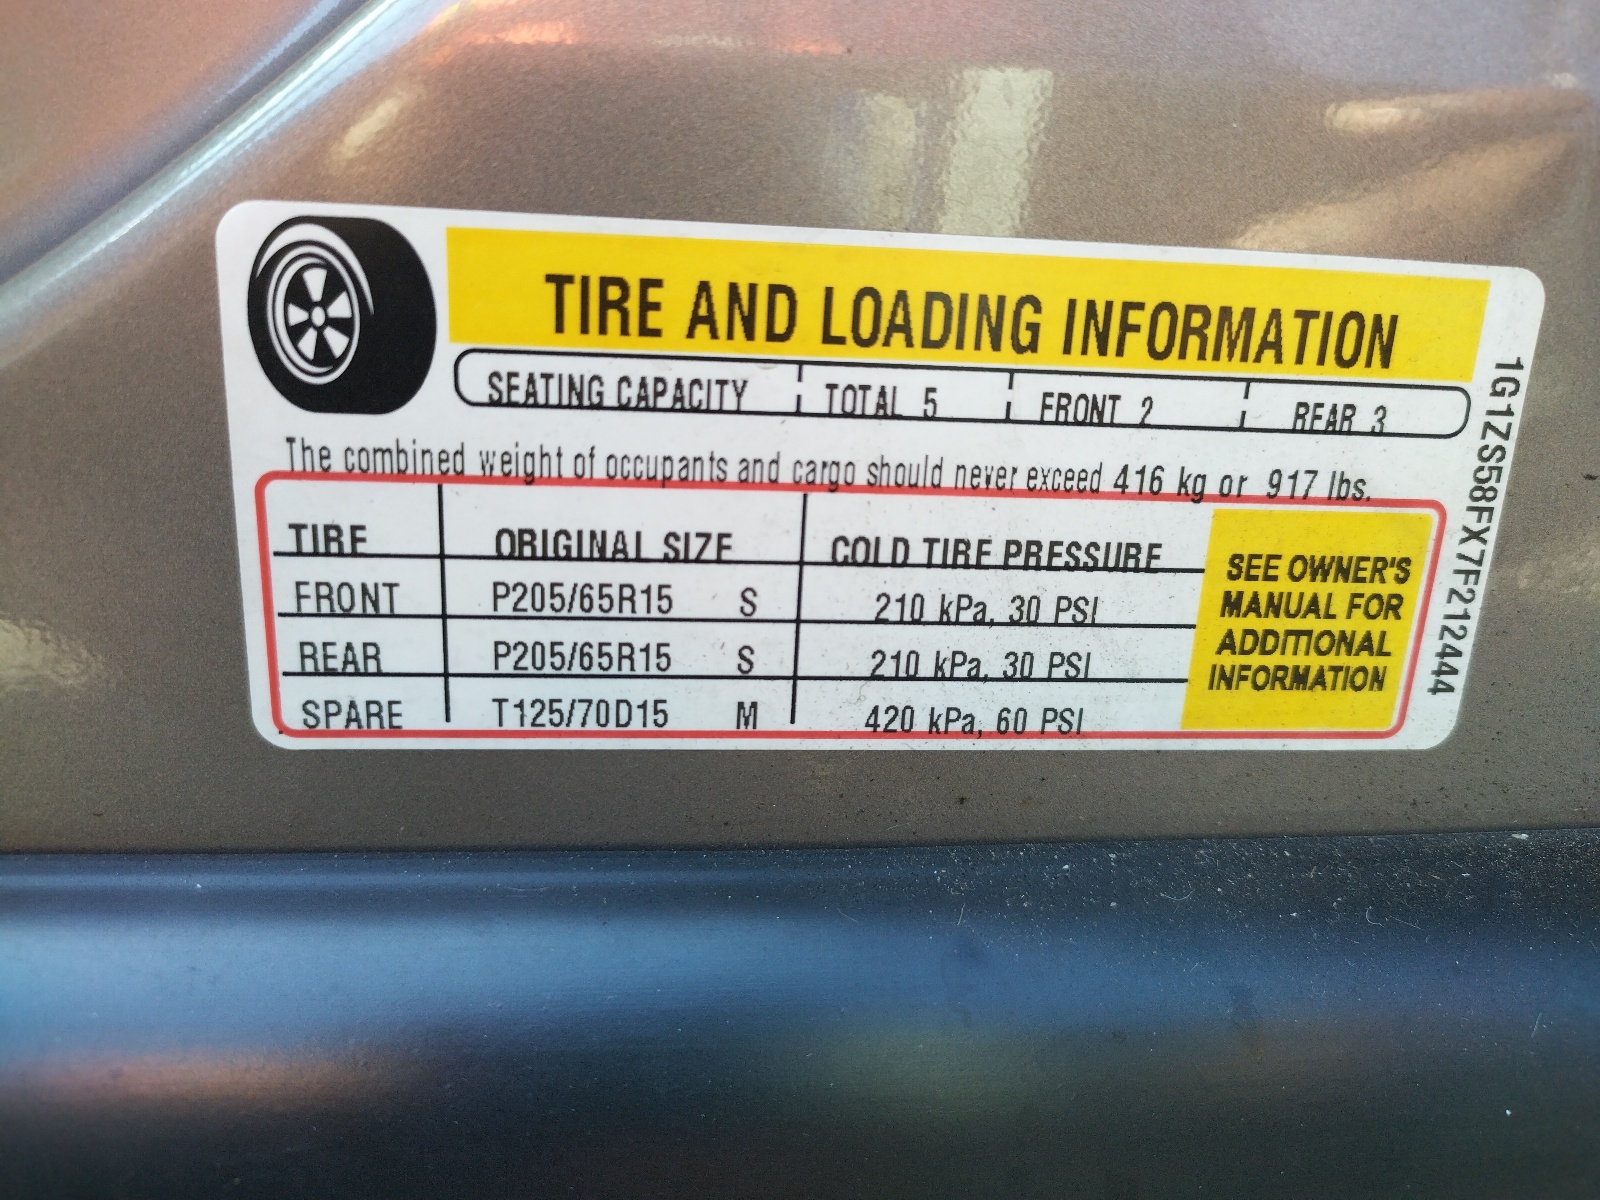 TIRE AND LOADING INFORMATION
SEATING CAPACITY TOTAL 5 FRONT 2 REAR 3
The combined weight of occupants and cargo should never exceed 416 kg or 917 lbs.
TIRE ORIGINAL SIZE COLD TIRE PRESSURE
FRONT P205/65R15 S 210 kPa, 30 PSI
REAR P205/65R15 S 210 kPa, 30 PSI
SPARE T125/70D15 M 420 kPa, 60 PSI
SEE OWNER'S
MANUAL FOR
ADDITIONAL
INFORMATION
1G1ZS58FX7F212444